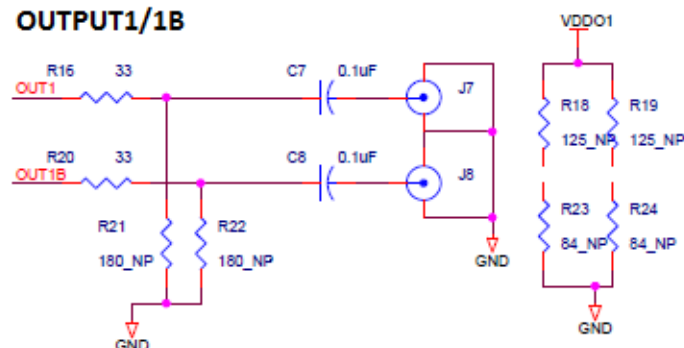 OUTPUT1/1B
VDDO1
R16 33 C7 0.1uF J7
OUT1
R18 R19
125_NP 125_NP
R20 33 C8 0.1uF J8
OUT1B
R21 R22
180_NP 180_NP
R23 R24
84_NP 84_NP
GND
GND
GND